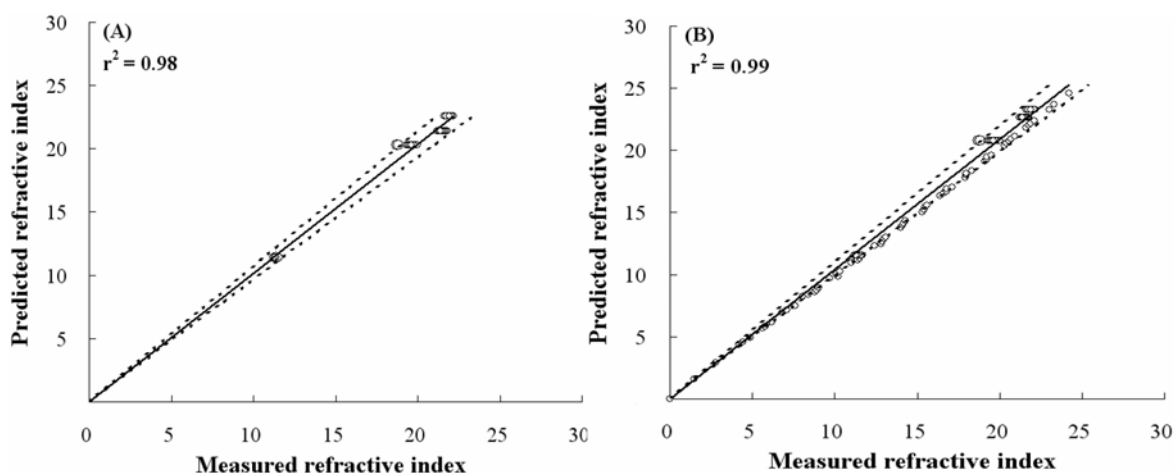 (A)
r² = 0.98
Predicted refractive index
30
25
20
15
10
5
0 5 10 15 20 25 30
Measured refractive index
(B)
r² = 0.99
Predicted refractive index
30
25
20
15
10
5
0 5 10 15 20 25 30
Measured refractive index